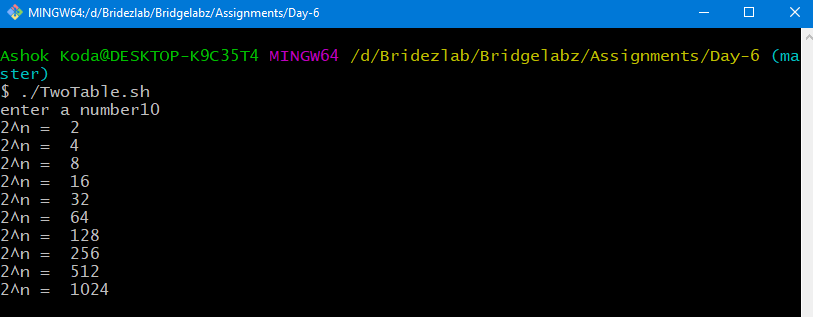 MINGW64:/d/Bridezlab/Bridgelabz/Assignments/Day-6
Ashok Koda@DESKTOP-K9C35T4 MINGW64 /d/Bridezlab/Bridgelabz/Assignments/Day-6 (ma
ster)
$ ./TwoTable.sh
enter a number10
2^n =  2
2^n =  4
2^n =  8
2^n =  16
2^n =  32
2^n =  64
2^n =  128
2^n =  256
2^n =  512
2^n =  1024